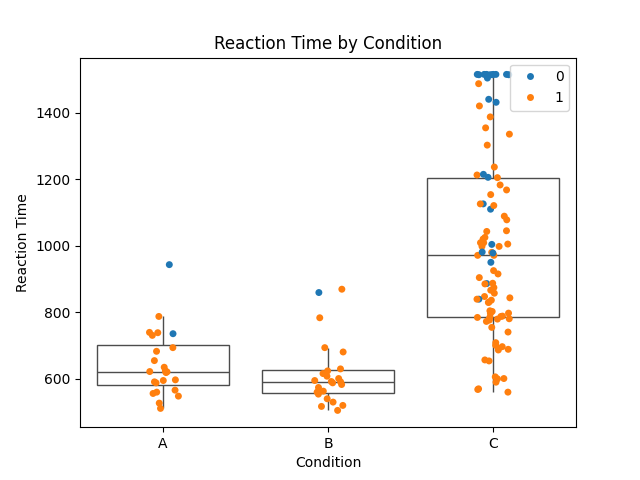 Reaction Time by Condition
0
1
1400
1200
1000
800
600
Reaction Time
A
B
C
Condition